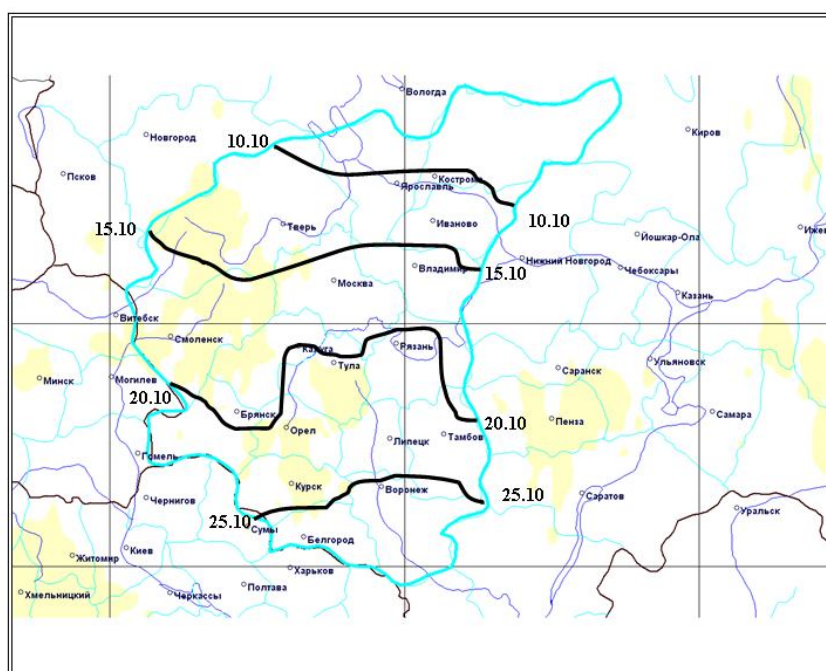 Вологда
Новгород
Киров
10.10
Псков
Кострома
Ярославль
10.10
Тверь
Иваново
15.10
Йошкар-Ола
Ижев
Владимир
15.10
Нижний Новгород
Чебоксары
Москва
Казань
Витебск
Смоленск
Рязань
Калуга
Тула
Ульяновск
Саранск
Минск
Могилев
20.10
Брянск
Самара
20.10
Пенза
Орел
Липецк
Тамбов
Гомель
Курск
Воронеж
25.10
Саратов
Чернигов
Уральск
25.10
Сумы
Белгород
Киев
Житомир
Харьков
Полтава
Хмельницкий
Черкассы